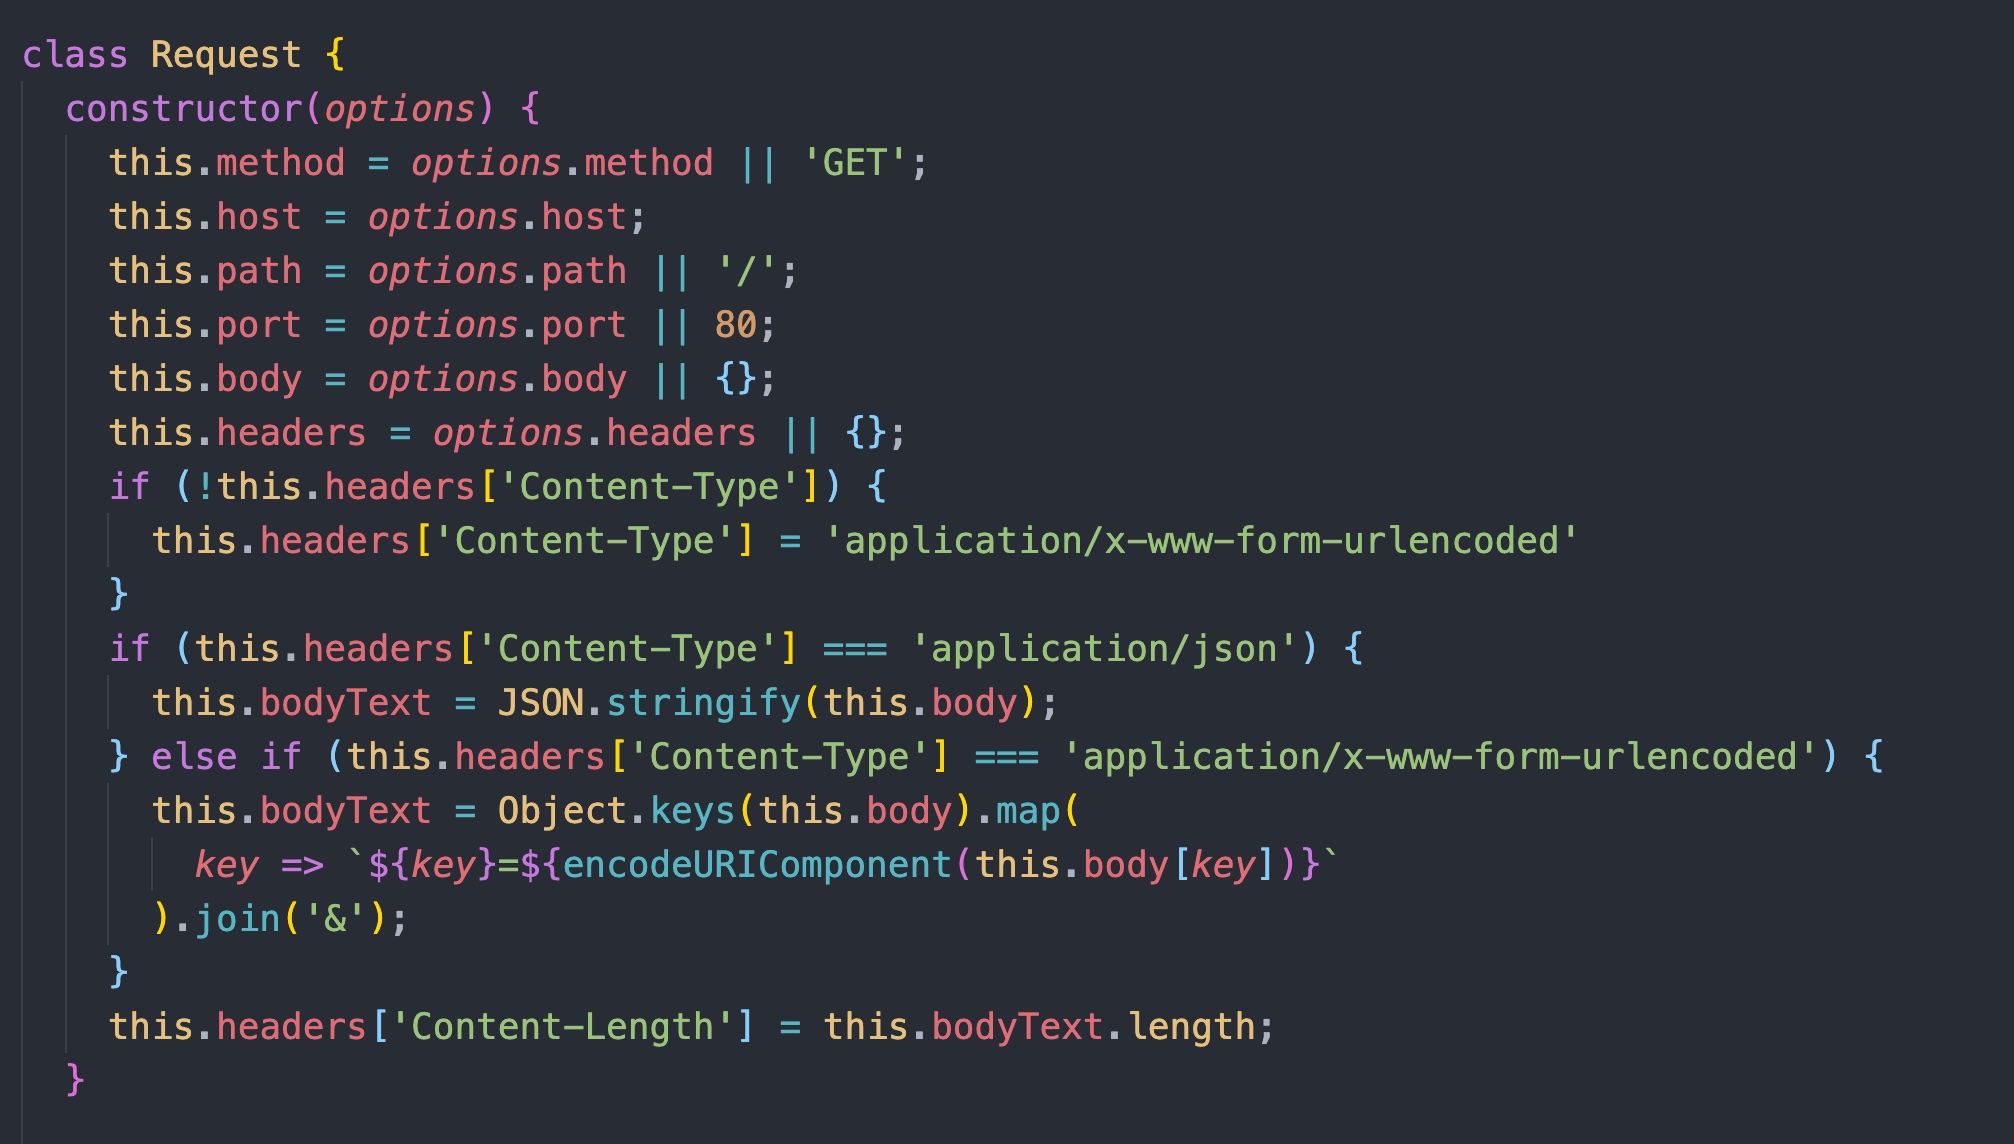 class Request {
  constructor(options) {
    this.method = options.method || 'GET';
    this.host = options.host;
    this.path = options.path || '/';
    this.port = options.port || 80;
    this.body = options.body || {};
    this.headers = options.headers || {};
    if (!this.headers['Content-Type']) {
      this.headers['Content-Type'] = 'application/x-www-form-urlencoded'
    }
    if (this.headers['Content-Type'] === 'application/json') {
      this.bodyText = JSON.stringify(this.body);
    } else if (this.headers['Content-Type'] === 'application/x-www-form-urlencoded') {
      this.bodyText = Object.keys(this.body).map(
        key => `${key}=${encodeURIComponent(this.body[key])}`
      ).join('&');
    }
    this.headers['Content-Length'] = this.bodyText.length;
  }